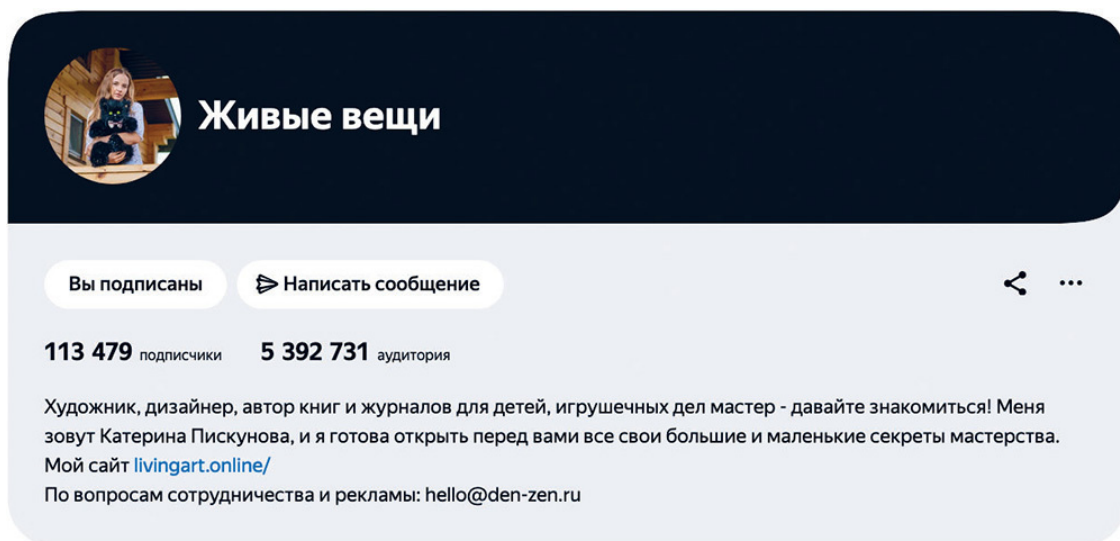 Живые вещи
Вы подписаны
Написать сообщение
113 479 подписчики 5 392 731 аудитория
Художник, дизайнер, автор книг и журналов для детей, игрушечных дел мастер - давайте знакомиться! Меня
зовут Катерина Пискунова, и я готова открыть перед вами все свои большие и маленькие секреты мастерства.
Мой сайт livingart.online/
По вопросам сотрудничества и рекламы: hello@den-zen.ru